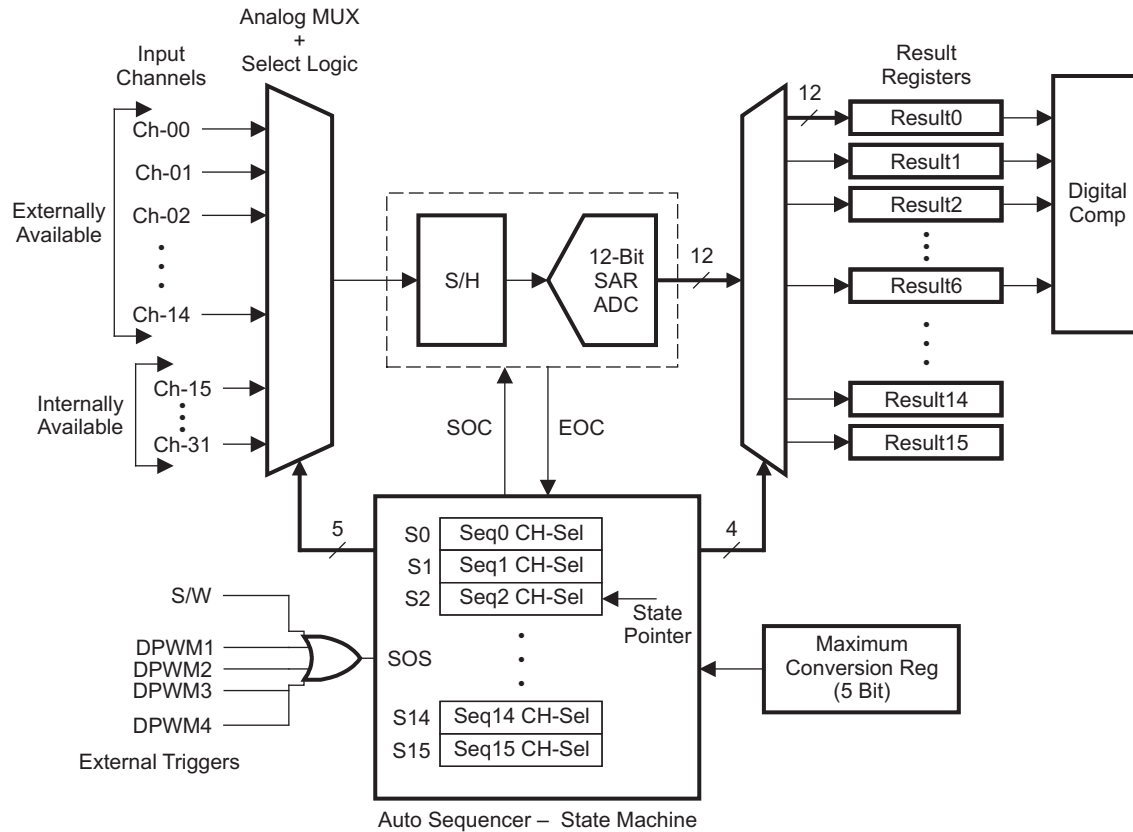 Analog MUX
+
Select Logic
Input
Channels
Ch-00
Ch-01
Ch-02
Ch-14
Externally
Available
Ch-15
Ch-31
Internally
Available
S/H
12-Bit
SAR
ADC
12
12
Result
Registers
Result0
Result1
Result2
Result6
Result14
Result15
Digital
Comp
SOC
EOC
5
4
S0
Seq0 CH-Sel
S1
Seq1 CH-Sel
S2
Seq2 CH-Sel
State
Pointer
SOS
S14
Seq14 CH-Sel
S15
Seq15 CH-Sel
S/W
DPWM1
DPWM2
DPWM3
DPWM4
External Triggers
Maximum
Conversion Reg
(5 Bit)
Auto Sequencer – State Machine